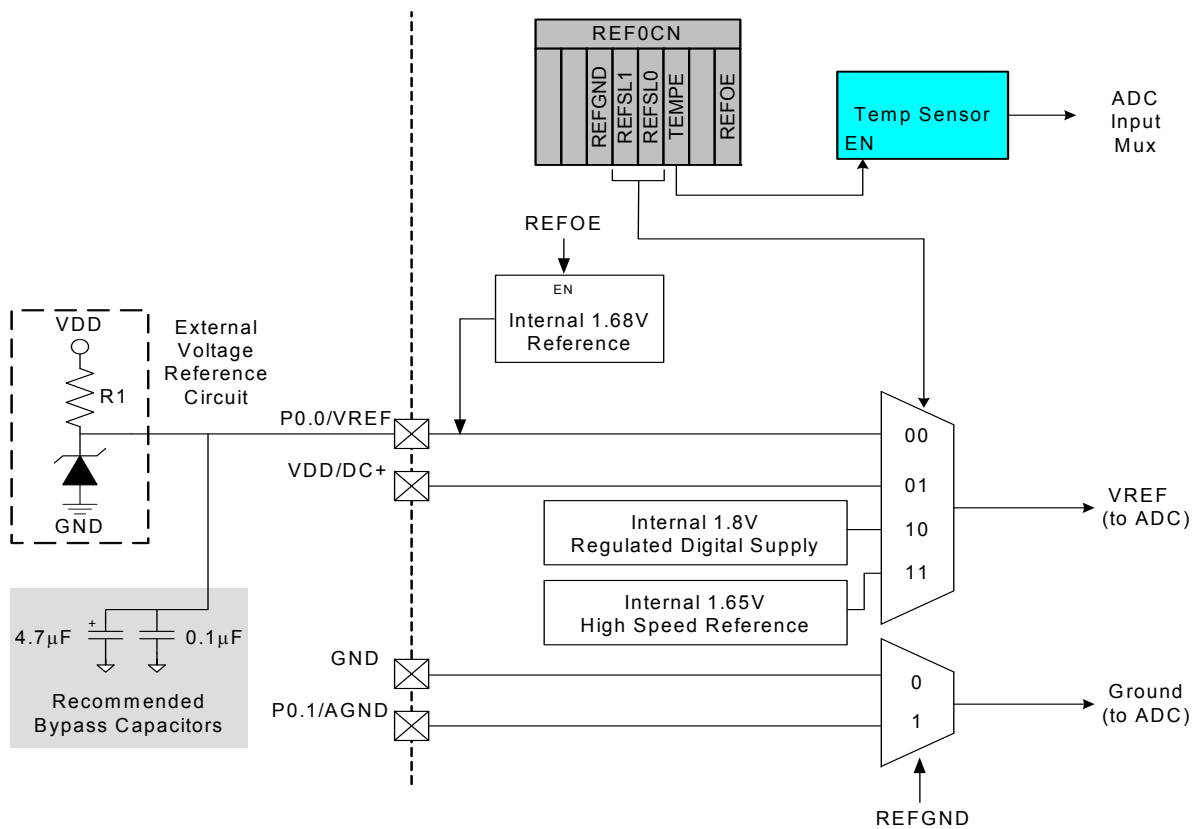 REF0CN
REFGND
REFSL1
REFSL0
TEMPE
REFOE
Temp Sensor
EN
ADC
Input
Mux
REFOE
EN
Internal 1.68V
Reference
VDD
R1
GND
External
Voltage
Reference
Circuit
P0.0/VREF
VDD/DC+
00
01
10
11
Internal 1.8V
Regulated Digital Supply
Internal 1.65V
High Speed Reference
VREF
(to ADC)
4.7μF
+
0.1μF
Recommended
Bypass Capacitors
GND
P0.1/AGND
0
1
Ground
(to ADC)
REFGND